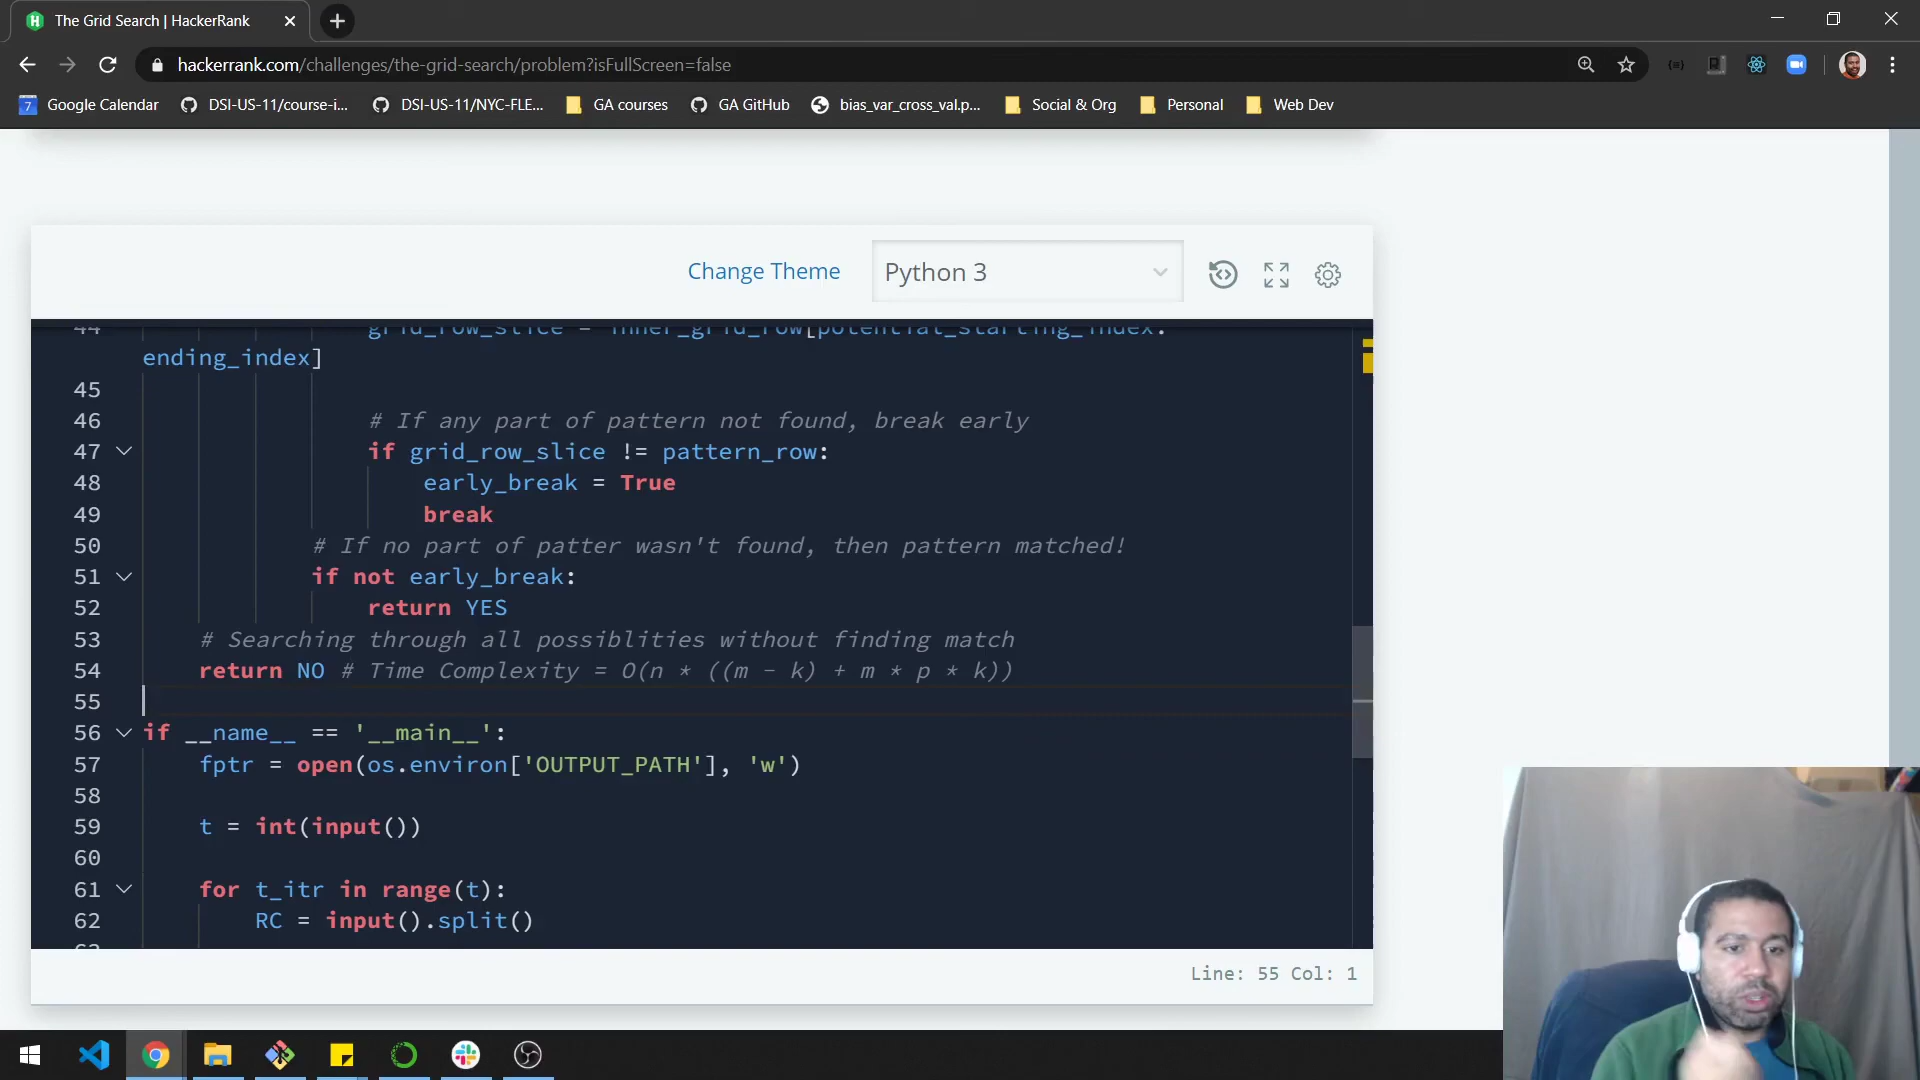 The Grid Search | HackerRank
hackerrank.com/challenges/the-grid-search/problem?isFullScreen=false
7 Google Calendar DSI-US-11/course-i... DSI-US-11/NYC-FLE... GA courses GA GitHub bias_var_cross_val.p... Social & Org Personal Web Dev
Change Theme Python 3
44 grid_row_slice = inner_grid_row[potential_starting_index:
ending_index]
45
46 # If any part of pattern not found, break early
47 if grid_row_slice != pattern_row:
48 early_break = True
49 break
50 # If no part of patter wasn't found, then pattern matched!
51 if not early_break:
52 return YES
53 # Searching through all possiblities without finding match
54 return NO # Time Complexity = O(n * ((m - k) + m * p * k))
55
56 if __name__ == '__main__':
57 fptr = open(os.environ['OUTPUT_PATH'], 'w')
58
59 t = int(input())
60
61 for t_itr in range(t):
62 RC = input().split()
63
Line: 55 Col: 1